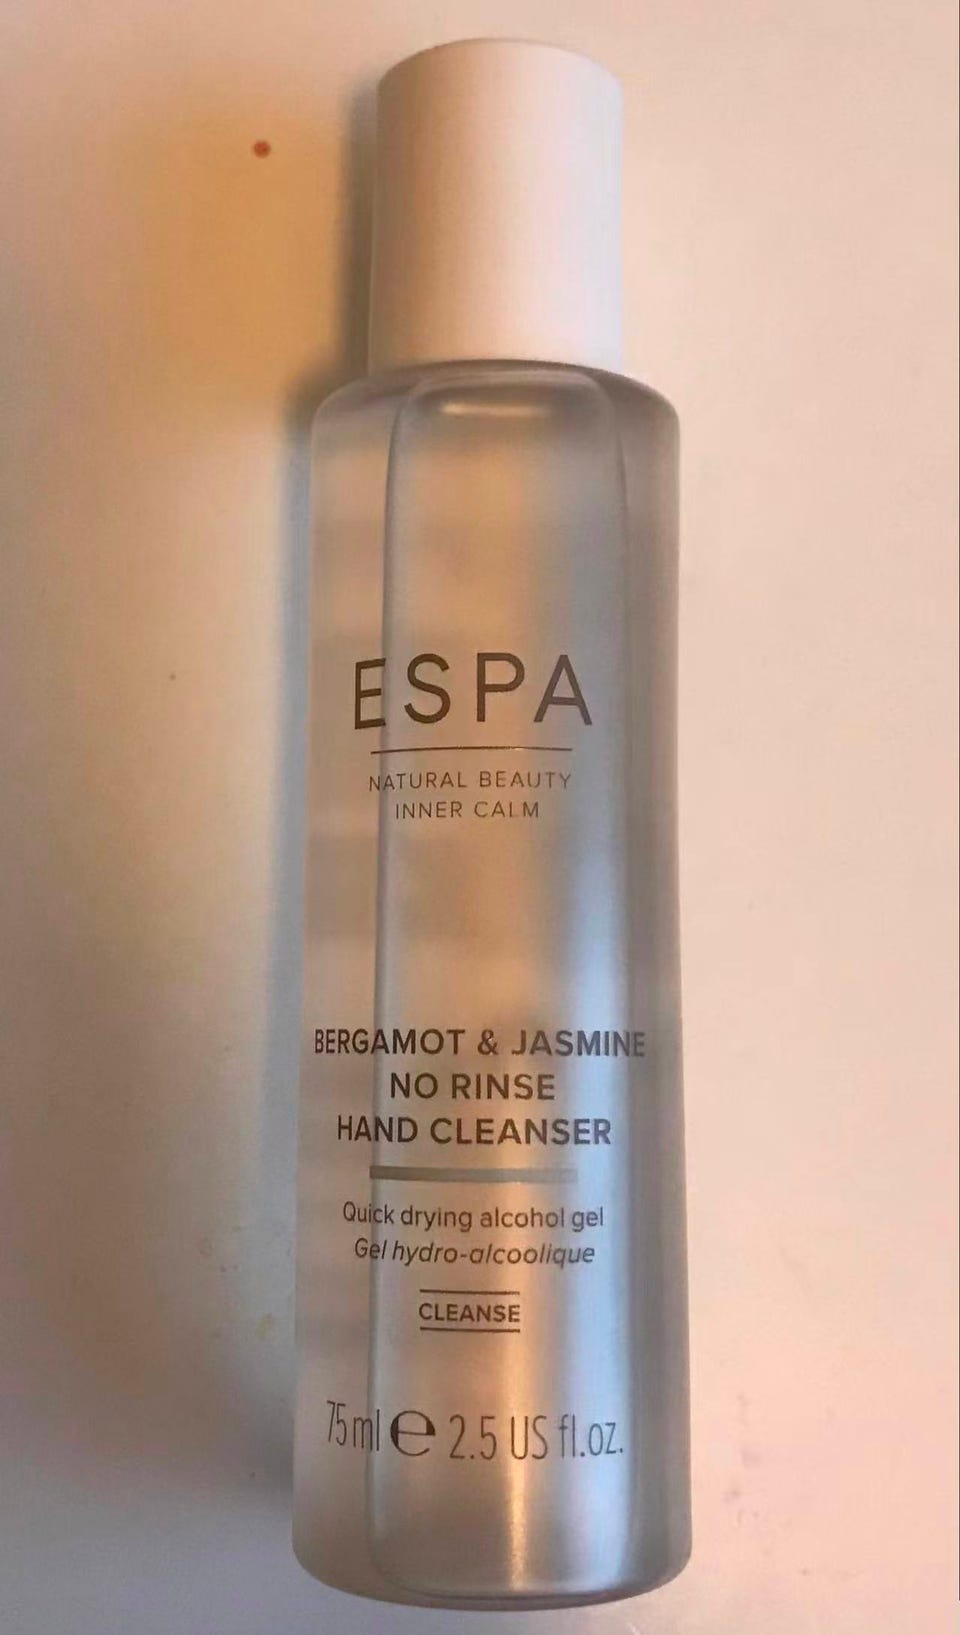 ESPA
NATURAL BEAUTY
INNER CALM
BERGAMOT & JASMINE
NO RINSE
HAND CLEANSER
Quick drying alcohol gel
Gel hydro-alcoolique
CLEANSE
75ml ℮ 2.5 US fl.oz.